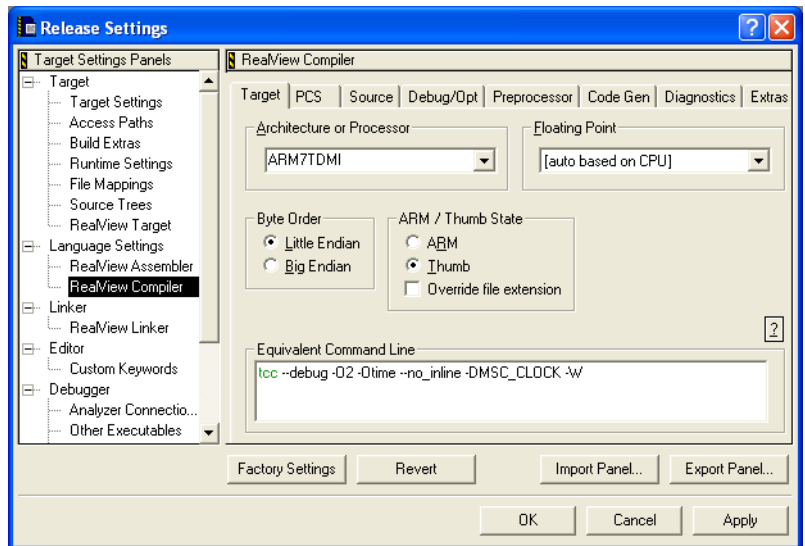 Release Settings
Target Settings Panels
Target
Target Settings
Access Paths
Build Extras
Runtime Settings
File Mappings
Source Trees
RealView Target
Language Settings
RealView Assembler
RealView Compiler
Linker
RealView Linker
Editor
Custom Keywords
Debugger
Analyzer Connectio...
Other Executables
RealView Compiler
Target PCS Source Debug/Opt Preprocessor Code Gen Diagnostics Extras
Architecture or Processor
ARM7TDMI
Floating Point
[auto based on CPU]
Byte Order
Little Endian
Big Endian
ARM / Thumb State
ARM
Thumb
Override file extension
?
Equivalent Command Line
tcc --debug -O2 -Otime --no_inline -DMSC_CLOCK -W
Factory Settings Revert Import Panel... Export Panel...
OK Cancel Apply